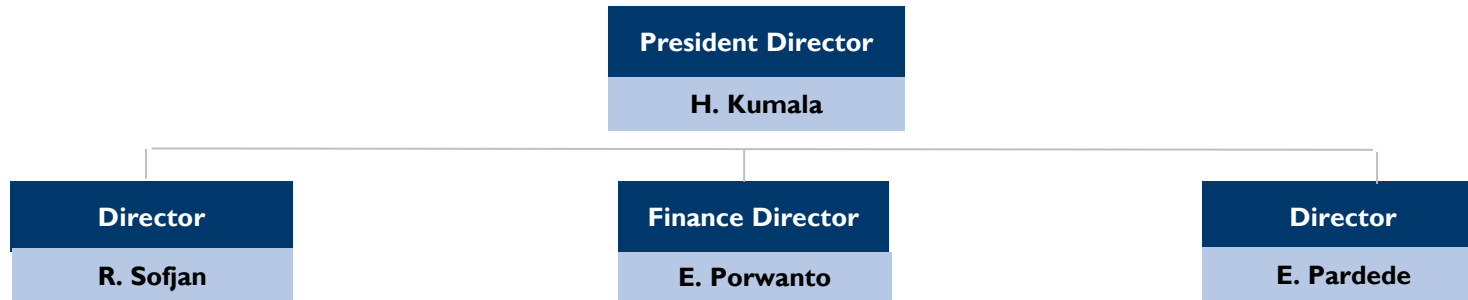 President Director
H. Kumala
Director
R. Sofjan
Finance Director
E. Porwanto
Director
E. Pardede